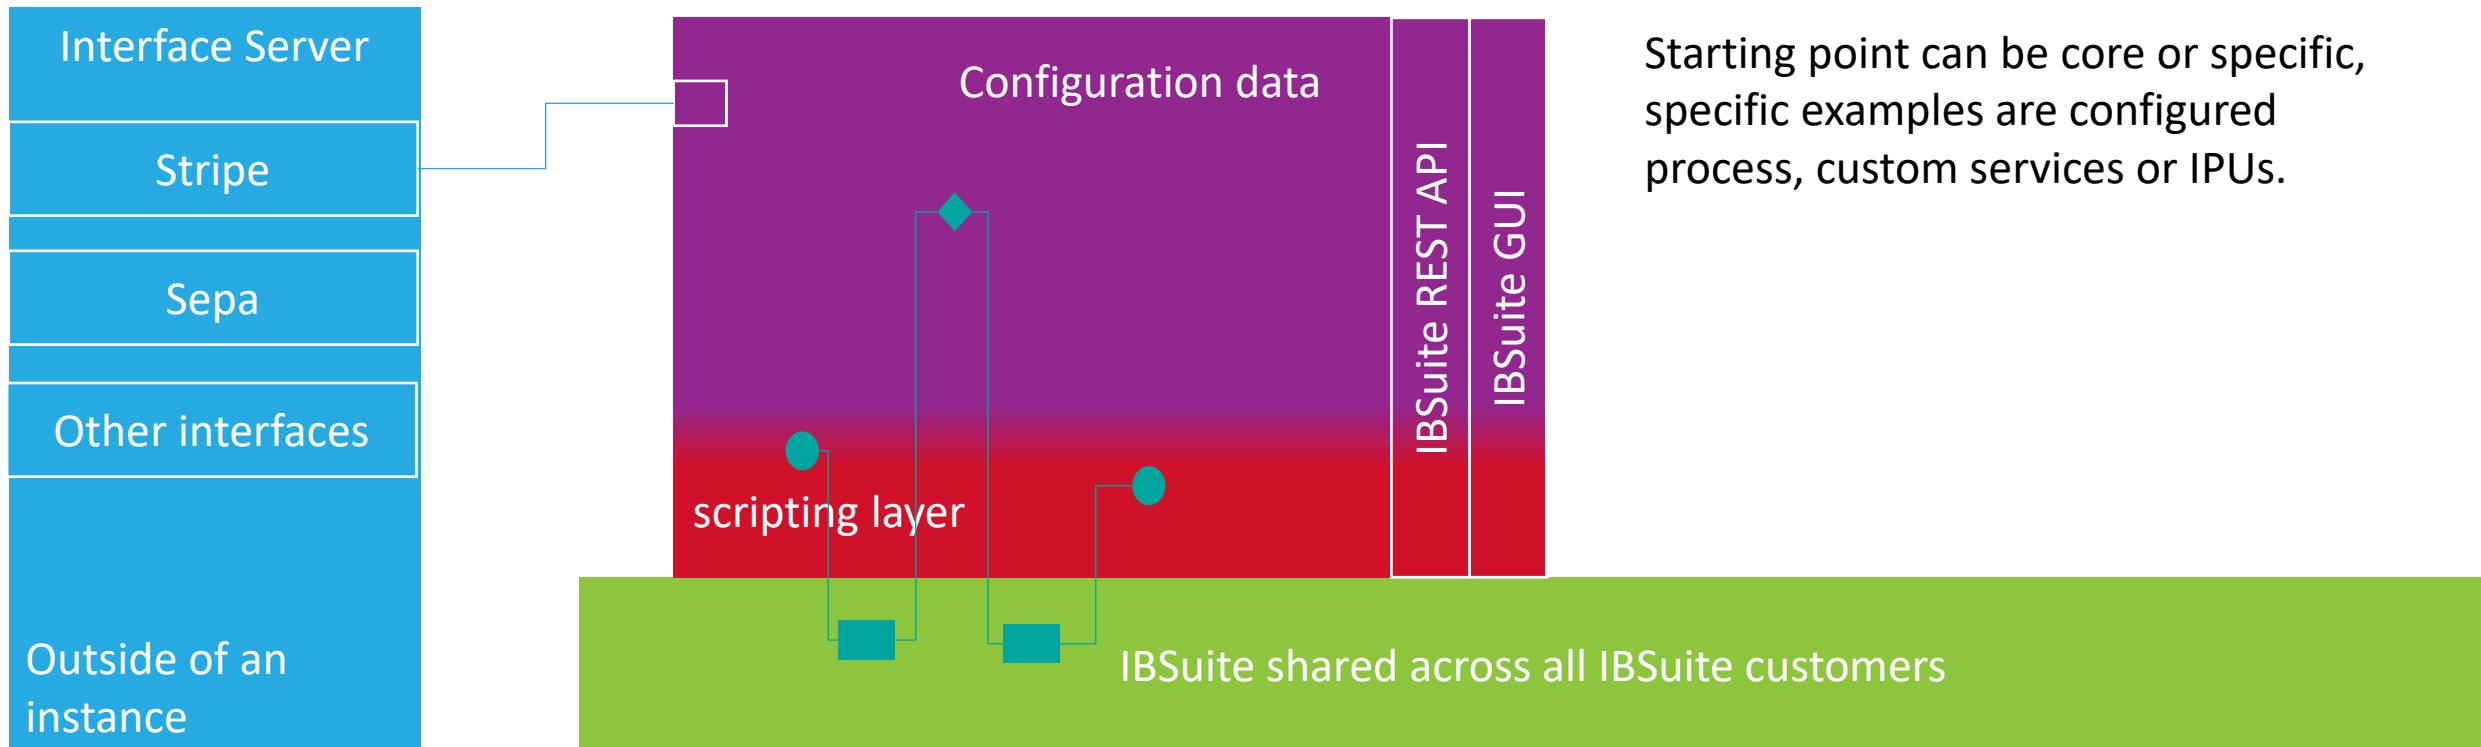 Interface Server
Stripe
Sepa
Other interfaces
Outside of an
instance
Configuration data
scripting layer
IBSuite REST API
IBSuite GUI
IBSuite shared across all IBSuite customers
Starting point can be core or specific,
specific examples are configured
process, custom services or IPUs.